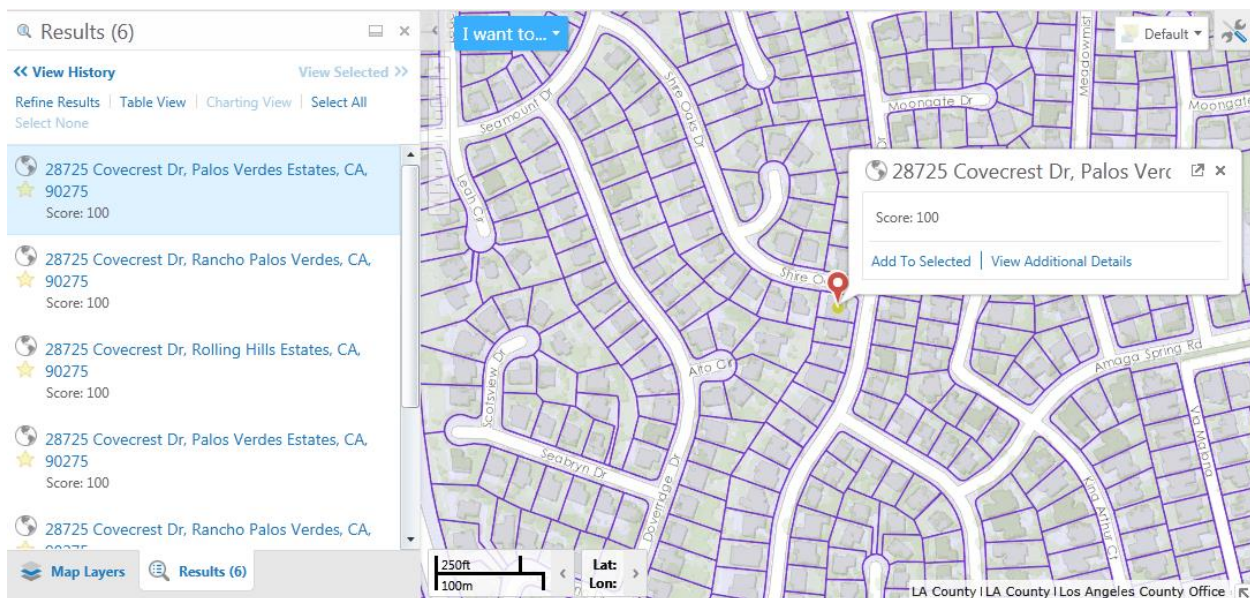 Results (6)
<< View History
View Selected >>
Refine Results | Table View | Charting View | Select All
Select None
28725 Covecrest Dr, Palos Verdes Estates, CA,
90275
Score: 100
28725 Covecrest Dr, Rancho Palos Verdes, CA,
90275
Score: 100
28725 Covecrest Dr, Rolling Hills Estates, CA,
90275
Score: 100
28725 Covecrest Dr, Palos Verdes Estates, CA,
90275
Score: 100
28725 Covecrest Dr, Rancho Palos Verdes, CA,
90275
Map Layers
Results (6)
I want to...
Default
Seamount Dr
Shire Oaks Dr
Moongate Dr
Meadowmist
Moongate
Leah Cir
28725 Covecrest Dr, Palos Verc
Score: 100
Add To Selected | View Additional Details
Shire O
Dr
Amaga Spring Rd
Alto Cir
Scotsview Dr
Seabryn Dr
Doverridge Dr
Via Malona
King Arthur Ct
250ft
100m
Lat:
Lon:
LA County | LA County | Los Angeles County Office